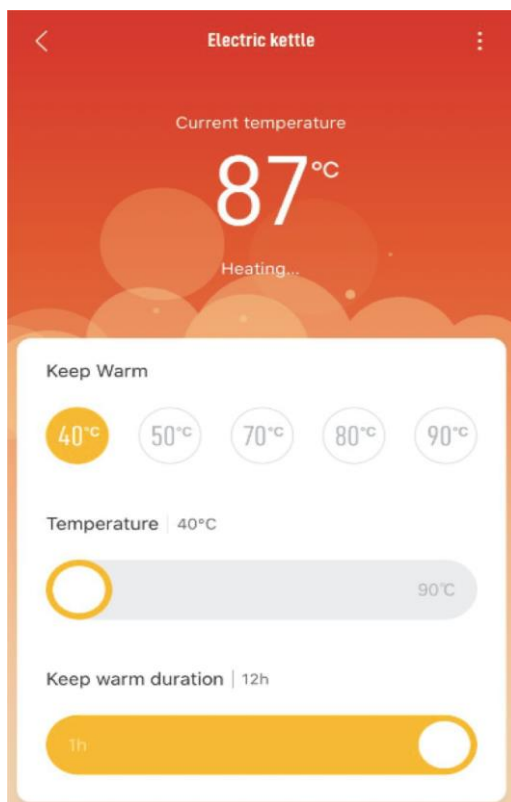 Electric kettle
Current temperature
87°C
Heating...
Keep Warm
40°C 50°C 70°C 80°C 90°C
Temperature | 40°C
90℃
Keep warm duration | 12h
1h